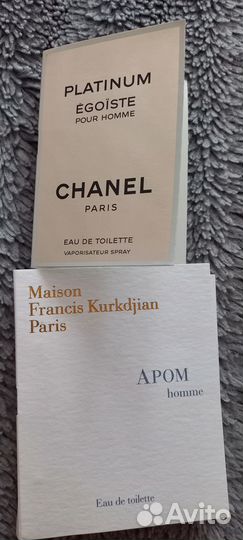 PLATINUM
ÉGOÏSTE
POUR HOMME
CHANEL
PARIS
EAU DE TOILETTE
VAPORISATEUR SPRAY
Maison
Francis Kurkdjian
Paris
APOM
homme
Eau de toilette
Avito